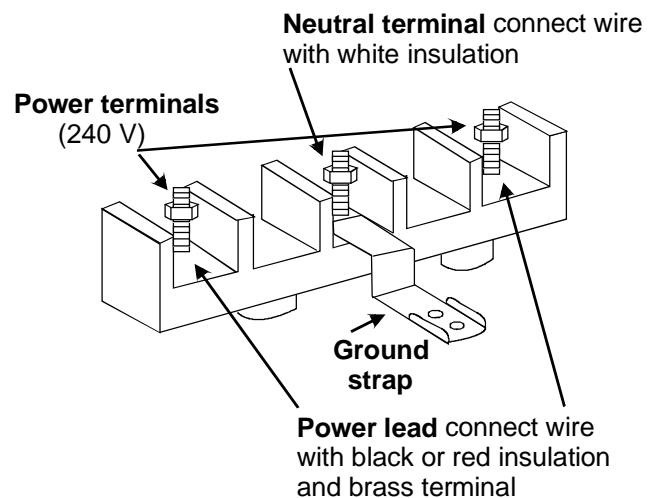 Neutral terminal connect wire
with white insulation
Power terminals
(240 V)
Ground
strap
Power lead connect wire
with black or red insulation
and brass terminal